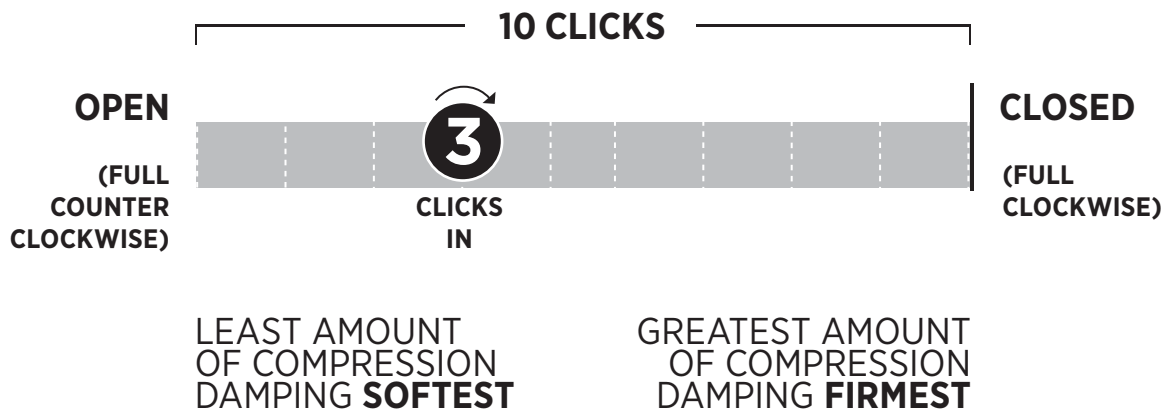 10 CLICKS
OPEN
CLOSED
3
(FULL
COUNTER
CLOCKWISE)
CLICKS
IN
(FULL
CLOCKWISE)
LEAST AMOUNT
OF COMPRESSION
DAMPING SOFTEST
GREATEST AMOUNT
OF COMPRESSION
DAMPING FIRMEST